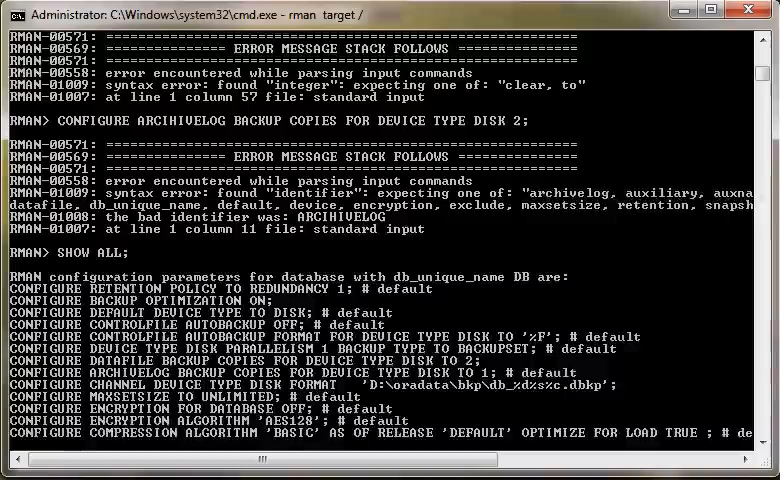 Administrator: C:\Windows\system32\cmd.exe - rman target /
RMAN-00571: ===========================================================
RMAN-00569: =============== ERROR MESSAGE STACK FOLLOWS ===============
RMAN-00571: ===========================================================
RMAN-00558: error encountered while parsing input commands
RMAN-01009: syntax error: found "integer": expecting one of: "clear, to"
RMAN-01007: at line 1 column 57 file: standard input
RMAN> CONFIGURE ARCIHIVELOG BACKUP COPIES FOR DEVICE TYPE DISK 2;
RMAN-00571: ===========================================================
RMAN-00569: =============== ERROR MESSAGE STACK FOLLOWS ===============
RMAN-00571: ===========================================================
RMAN-00558: error encountered while parsing input commands
RMAN-01009: syntax error: found "identifier": expecting one of: "archivelog, auxiliary, auxna
datafile, db_unique_name, default, device, encryption, exclude, maxsetsize, retention, snapsh
RMAN-01008: the bad identifier was: ARCIHIVELOG
RMAN-01007: at line 1 column 11 file: standard input
RMAN> SHOW ALL;
RMAN configuration parameters for database with db_unique_name DB are:
CONFIGURE RETENTION POLICY TO REDUNDANCY 1; # default
CONFIGURE BACKUP OPTIMIZATION ON;
CONFIGURE DEFAULT DEVICE TYPE TO DISK; # default
CONFIGURE CONTROLFILE AUTOBACKUP OFF; # default
CONFIGURE CONTROLFILE AUTOBACKUP FORMAT FOR DEVICE TYPE DISK TO '%F'; # default
CONFIGURE DEVICE TYPE DISK PARALLELISM 1 BACKUP TYPE TO BACKUPSET; # default
CONFIGURE DATAFILE BACKUP COPIES FOR DEVICE TYPE DISK TO 2;
CONFIGURE ARCHIVELOG BACKUP COPIES FOR DEVICE TYPE DISK TO 1; # default
CONFIGURE CHANNEL DEVICE TYPE DISK FORMAT   'D:\oradata\bkp\db_%d%s%c.dbkp';
CONFIGURE MAXSETSIZE TO UNLIMITED; # default
CONFIGURE ENCRYPTION FOR DATABASE OFF; # default
CONFIGURE ENCRYPTION ALGORITHM 'AES128'; # default
CONFIGURE COMPRESSION ALGORITHM 'BASIC' AS OF RELEASE 'DEFAULT' OPTIMIZE FOR LOAD TRUE ; # de